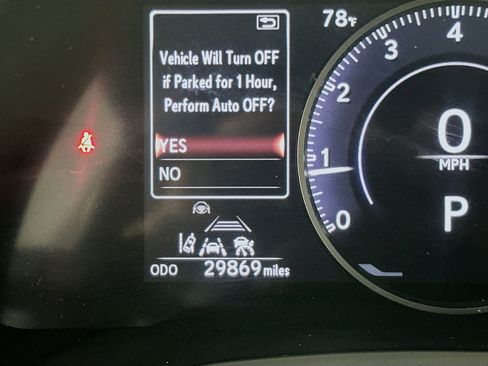 78°F
Vehicle Will Turn OFF
if Parked for 1 Hour,
Perform Auto OFF?
YES
NO
ODO 29869 miles
4
3
2
1
0
0
MPH
P